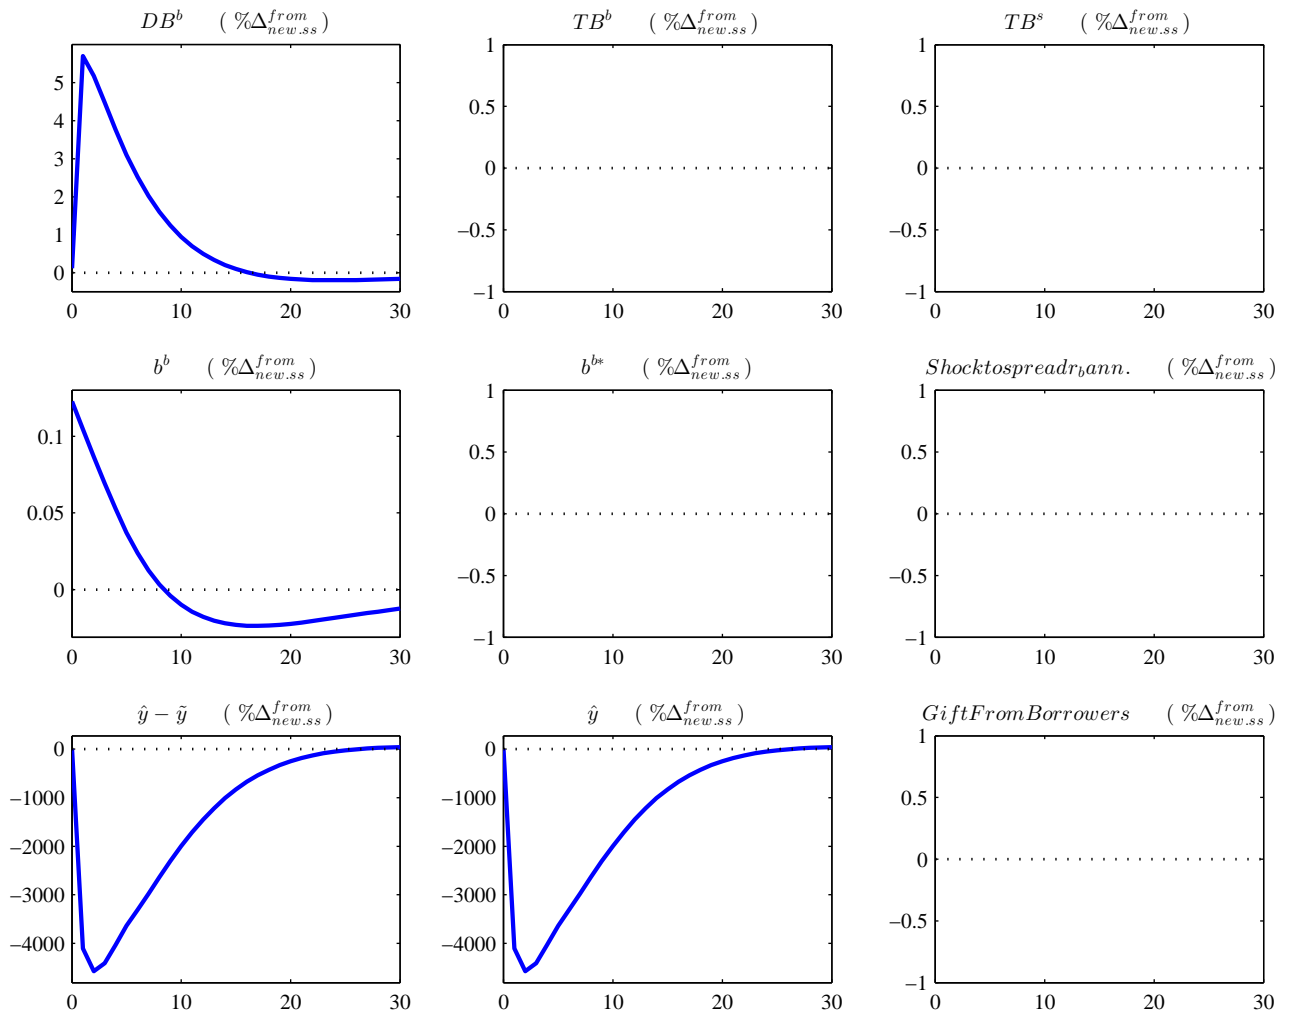 DB^b ( %Δ^{from}_{new.ss})
TB^b ( %Δ^{from}_{new.ss})
TB^s ( %Δ^{from}_{new.ss})
5
4
3
2
1
0
0 10 20 30
1
0.5
0
−0.5
−1
0 10 20 30
1
0.5
0
−0.5
−1
0 10 20 30
b^b ( %Δ^{from}_{new.ss})
b^{b*} ( %Δ^{from}_{new.ss})
Shocktospreadr_bann. ( %Δ^{from}_{new.ss})
0.1
0.05
0
0 10 20 30
1
0.5
0
−0.5
−1
0 10 20 30
1
0.5
0
−0.5
−1
0 10 20 30
ŷ − ỹ ( %Δ^{from}_{new.ss})
ŷ ( %Δ^{from}_{new.ss})
GiftFromBorrowers ( %Δ^{from}_{new.ss})
0
−1000
−2000
−3000
−4000
0 10 20 30
0
−1000
−2000
−3000
−4000
0 10 20 30
1
0.5
0
−0.5
−1
0 10 20 30